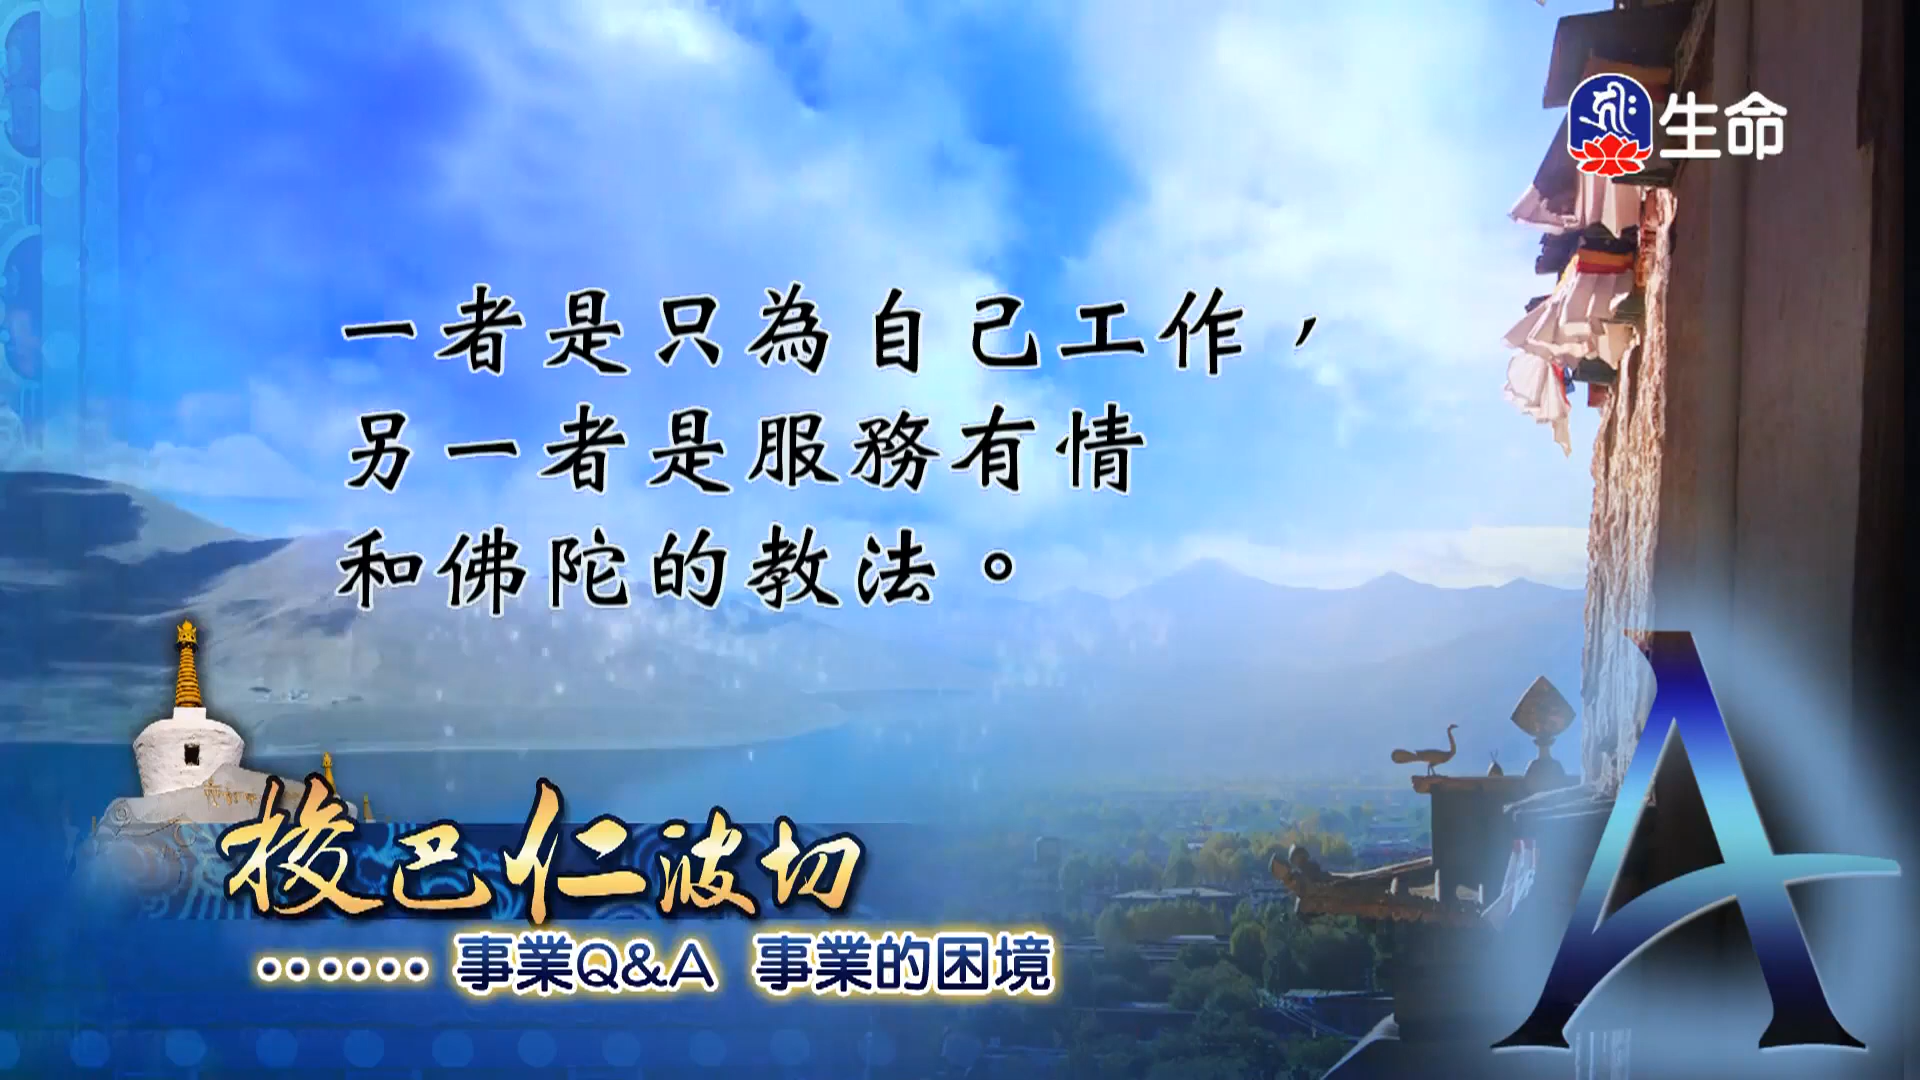 生命
一者是只為自己工作，
另一者是服務有情
和佛陀的教法。
梭巴仁波切
……事業Q&A 事業的困境
A